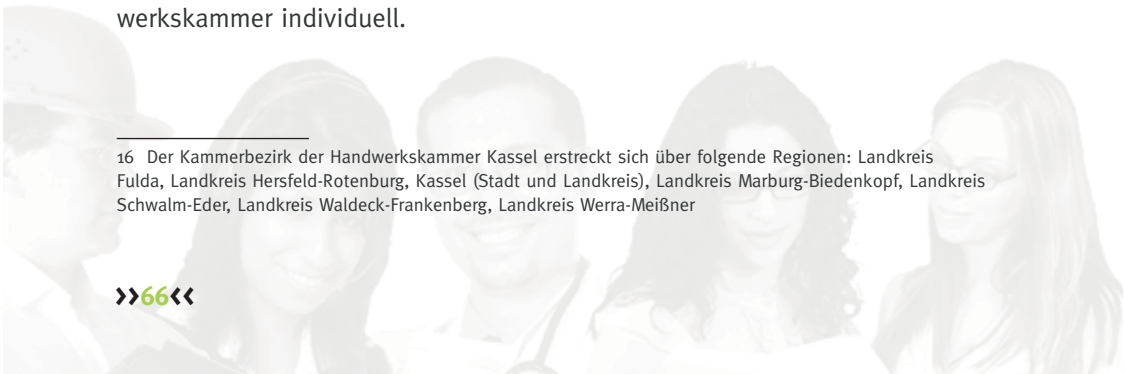 werkskammer individuell.
16 Der Kammerbezirk der Handwerkskammer Kassel erstreckt sich über folgende Regionen: Landkreis
Fulda, Landkreis Hersfeld-Rotenburg, Kassel (Stadt und Landkreis), Landkreis Marburg-Biedenkopf, Landkreis
Schwalm-Eder, Landkreis Waldeck-Frankenberg, Landkreis Werra-Meißner
››66‹‹